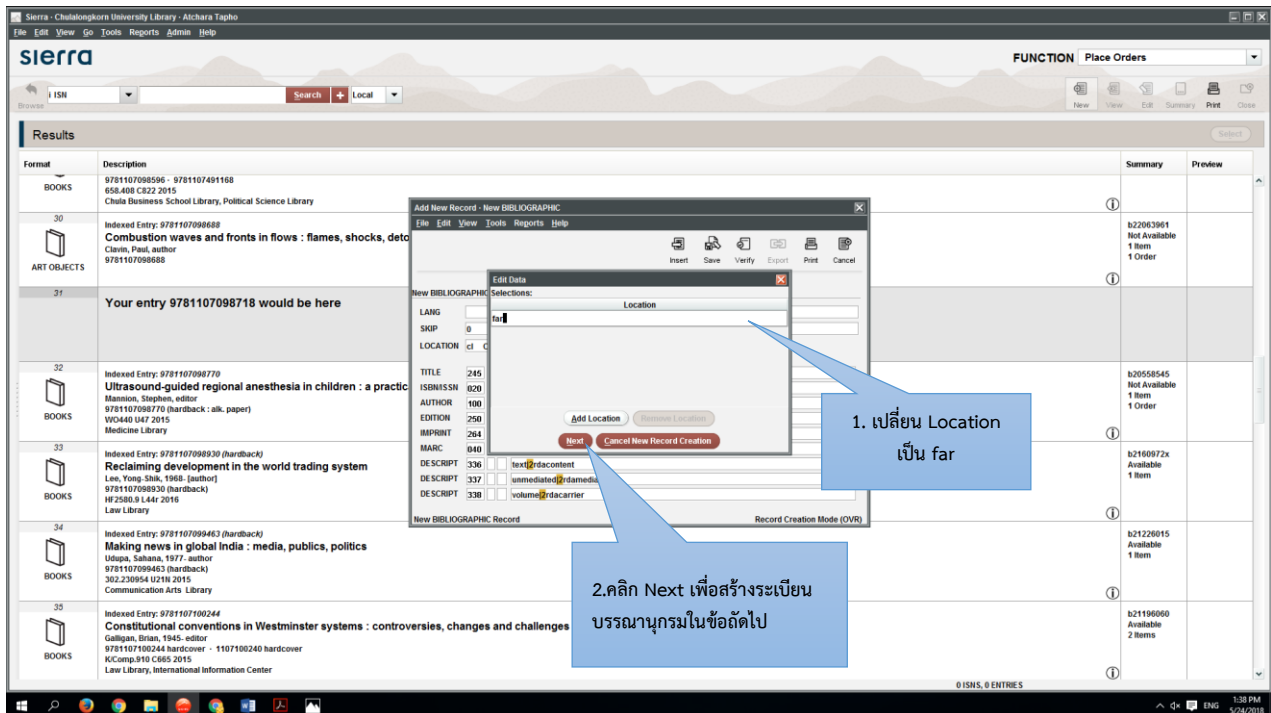 Sierra · Chulalongkorn University Library · Atchara Tapho
File Edit View Go Tools Reports Admin Help
sierra
FUNCTION Place Orders
Browse
i ISN
Search + Local
New View Edit Summary Print Close
Results
Select
Format Description Summary Preview
BOOKS
9781107098596 · 9781107491168
658.408 C822 2015
Chula Business School Library, Political Science Library
30
ART OBJECTS
Indexed Entry: 9781107098688
Combustion waves and fronts in flows : flames, shocks, deto
Clavin, Paul, author
9781107098688
b22063961
Not Available
1 Item
1 Order
31
Your entry 9781107098718 would be here
32
BOOKS
Indexed Entry: 9781107098770
Ultrasound-guided regional anesthesia in children : a practic
Mannion, Stephen, editor
9781107098770 (hardback : alk. paper)
WO440 U47 2015
Medicine Library
b20558545
Not Available
1 Item
1 Order
33
BOOKS
Indexed Entry: 9781107098930 (hardback)
Reclaiming development in the world trading system
Lee, Yong-Shik, 1968- [author]
9781107098930 (hardback)
HF2580.9 L44r 2016
Law Library
b2160972x
Available
1 Item
34
BOOKS
Indexed Entry: 9781107099463 (hardback)
Making news in global India : media, publics, politics
Udupa, Sahana, 1977- author
9781107099463 (hardback)
302.230954 U21N 2015
Communication Arts Library
b21226015
Available
1 Item
35
BOOKS
Indexed Entry: 9781107100244
Constitutional conventions in Westminster systems : controversies, changes and challenges
Galligan, Brian, 1945- editor
9781107100244 hardcover · 1107100240 hardcover
K/Comp.910 C665 2015
Law Library, International Information Center
b21196060
Available
2 Items
0 ISNS, 0 ENTRIES
Add New Record - New BIBLIOGRAPHIC
File Edit View Tools Reports Help
Insert Save Verify Export Print Cancel
New BIBLIOGRAPHIC
LANG
SKIP 0
LOCATION cl C
TITLE 245
ISBN/ISSN 020
AUTHOR 100
EDITION 250
IMPRINT 264
MARC 040
DESCRIPT 336 text|2rdacontent
DESCRIPT 337 unmediated|2rdamedia
DESCRIPT 338 volume|2rdacarrier
New BIBLIOGRAPHIC Record Record Creation Mode (OVR)
Edit Data
Selections:
Location
far
Add Location Remove Location
Next Cancel New Record Creation
1. เปลี่ยน Location
เป็น far
2.คลิก Next เพื่อสร้างระเบียน
บรรณานุกรมในข้อถัดไป
ENG
1:38 PM
5/24/2018